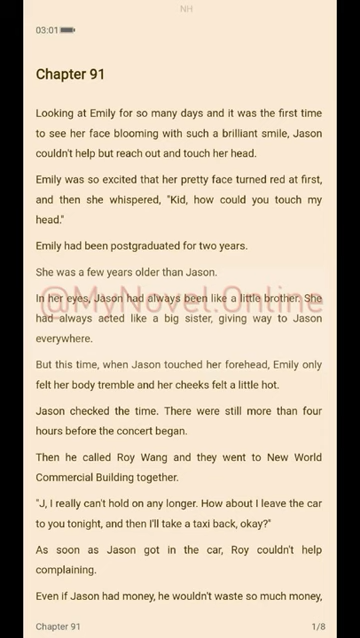 NH
03:01
Chapter 91
Looking at Emily for so many days and it was the first time
to see her face blooming with such a brilliant smile, Jason
couldn't help but reach out and touch her head.
Emily was so excited that her pretty face turned red at first,
and then she whispered, "Kid, how could you touch my
head."
Emily had been postgraduated for two years.
She was a few years older than Jason.
In her eyes, Jason had always been like a little brother. She
@MyNovel.Online
had always acted like a big sister, giving way to Jason
everywhere.
But this time, when Jason touched her forehead, Emily only
felt her body tremble and her cheeks felt a little hot.
Jason checked the time. There were still more than four
hours before the concert began.
Then he called Roy Wang and they went to New World
Commercial Building together.
"J, I really can't hold on any longer. How about I leave the car
to you tonight, and then I'll take a taxi back, okay?"
As soon as Jason got in the car, Roy couldn't help
complaining.
Even if Jason had money, he wouldn't waste so much money,
Chapter 91
1/8